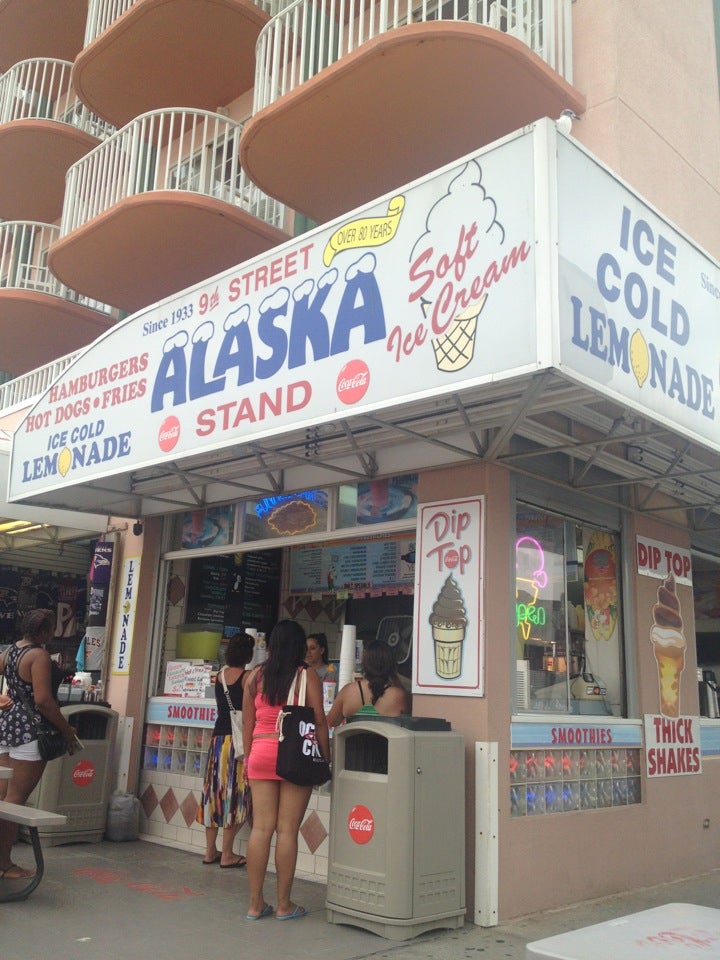 OVER 80 YEARS
Since 1933 9th STREET
ALASKA
STAND
HAMBURGERS
HOT DOGS • FRIES
ICE COLD
LEMONADE
Coca-Cola
Coca-Cola
Soft
Ice Cream
ICE
COLD
LEMONADE
Since
LEMONADE
Dip
Top
DIP TOP
THICK
SHAKES
SMOOTHIES
SMOOTHIES
Coca-Cola
Coca-Cola